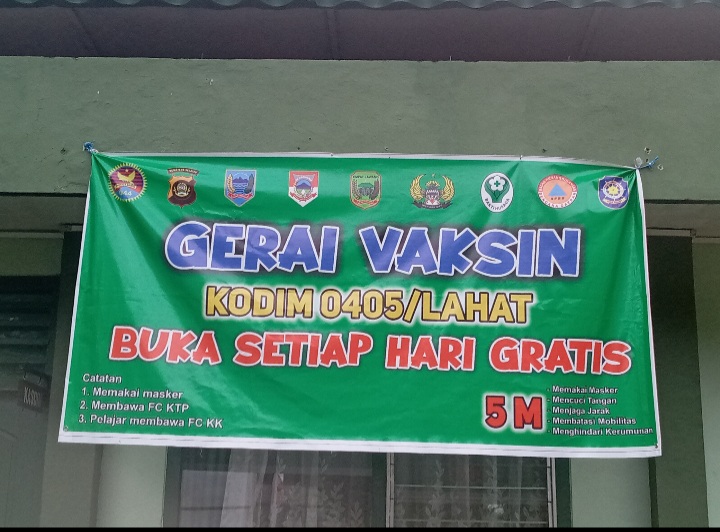 GERAI VAKSIN
KODIM 0405/LAHAT
BUKA SETIAP HARI GRATIS
Catatan
1. Memakai masker
2. Membawa FC KTP
3. Pelajar membawa FC KK
5 M
- Memakai Masker
- Mencuci Tangan
- Menjaga Jarak
- Membatasi Mobilitas
- Menghindari Kerumunan